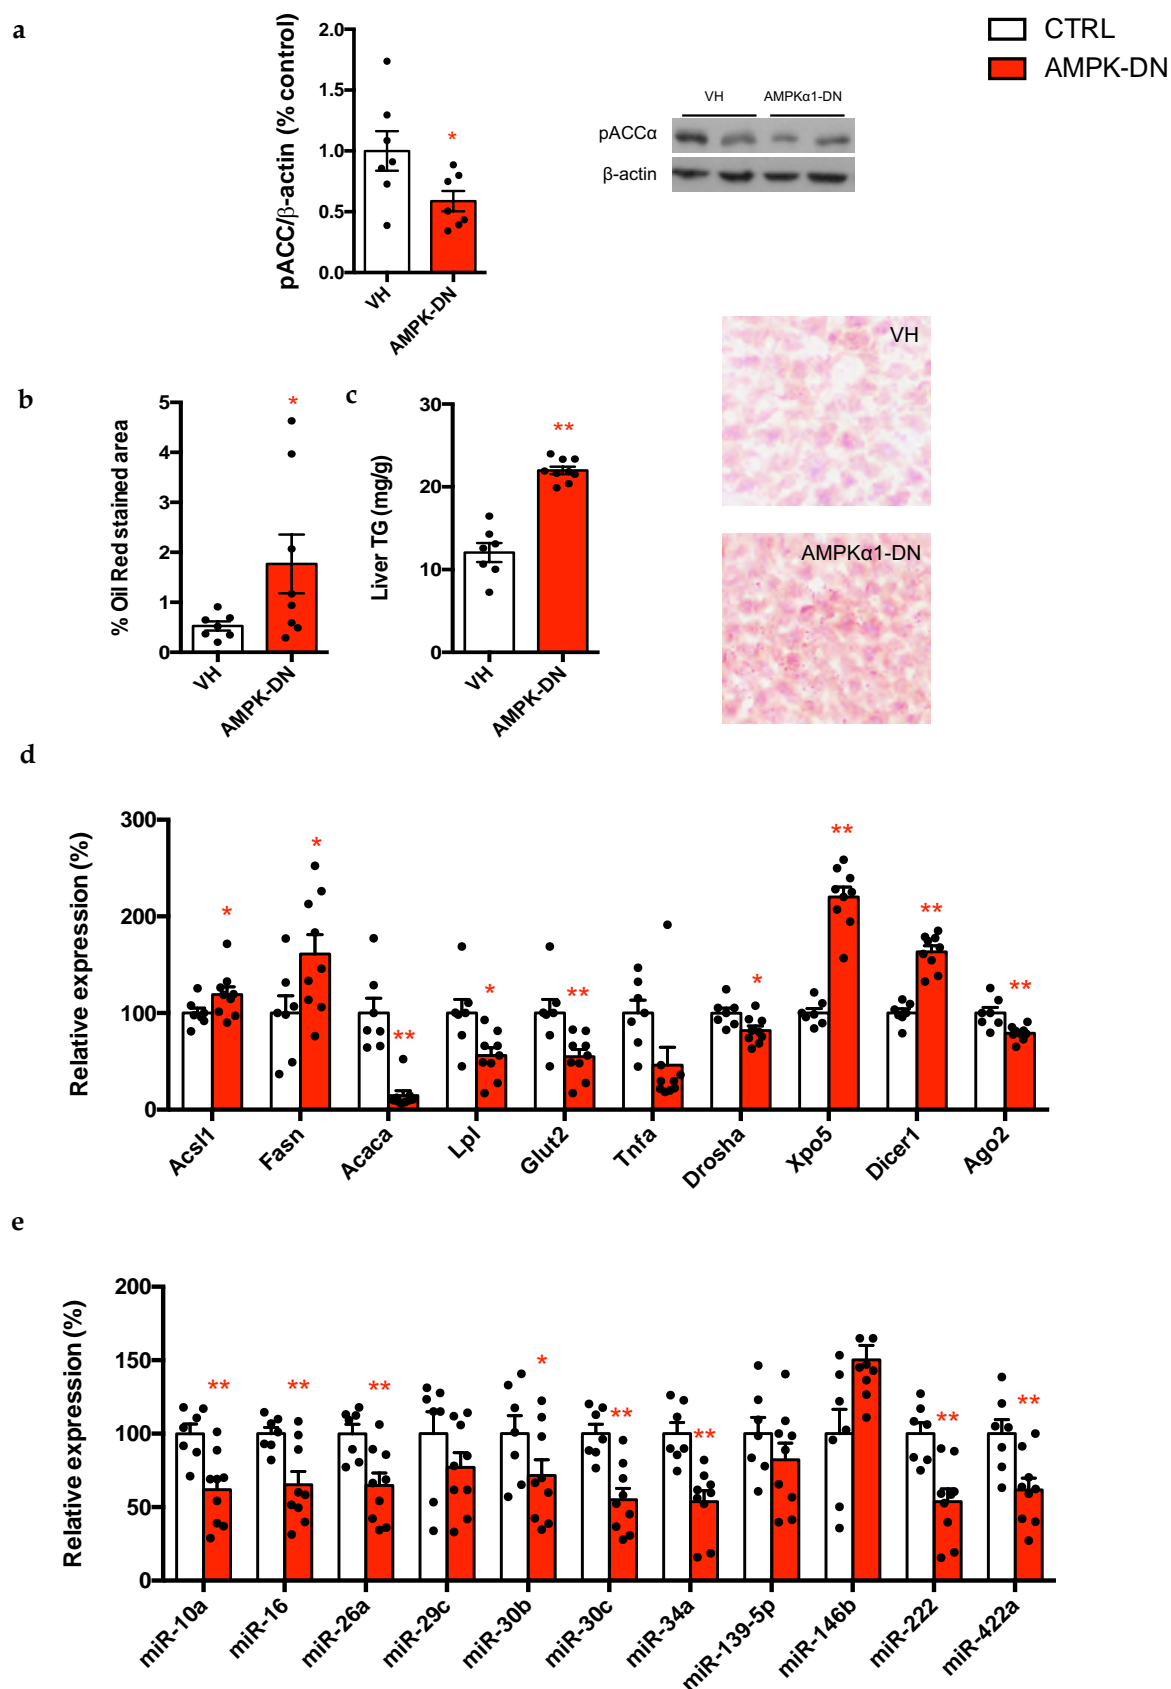 a
CTRL
AMPK-DN
pACC/β-actin (% control)
2.0
1.5
1.0
0.5
0.0
*
VH
AMPK-DN
VH
AMPKα1-DN
pACCα
β-actin
VH
AMPKα1-DN
b
% Oil Red stained area
5
4
3
2
1
0
*
VH
AMPK-DN
c
Liver TG (mg/g)
30
20
10
0
**
VH
AMPK-DN
d
Relative expression (%)
300
200
100
0
* * ** * ** * ** ** **
Acsl1 Fasn Acaca Lpl Glut2 Tnfa Drosha Xpo5 Dicer1 Ago2
e
Relative expression (%)
200
150
100
50
0
** ** ** * ** ** ** **
miR-10a miR-16 miR-26a miR-29c miR-30b miR-30c miR-34a miR-139-5p miR-146b miR-222 miR-422a